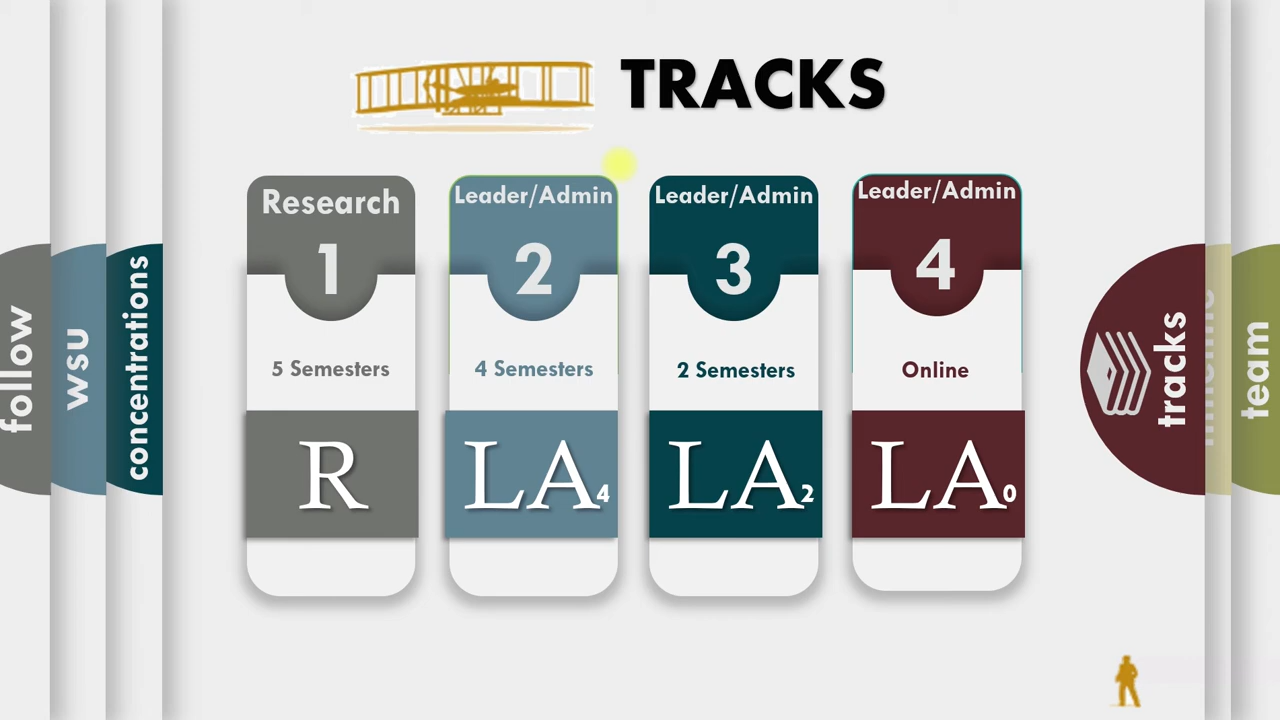 TRACKS
Research
1
5 Semesters
R
Leader/Admin
2
4 Semesters
LA4
Leader/Admin
3
2 Semesters
LA2
Leader/Admin
4
Online
LA0
follow
wsu
concentrations
tracks
team